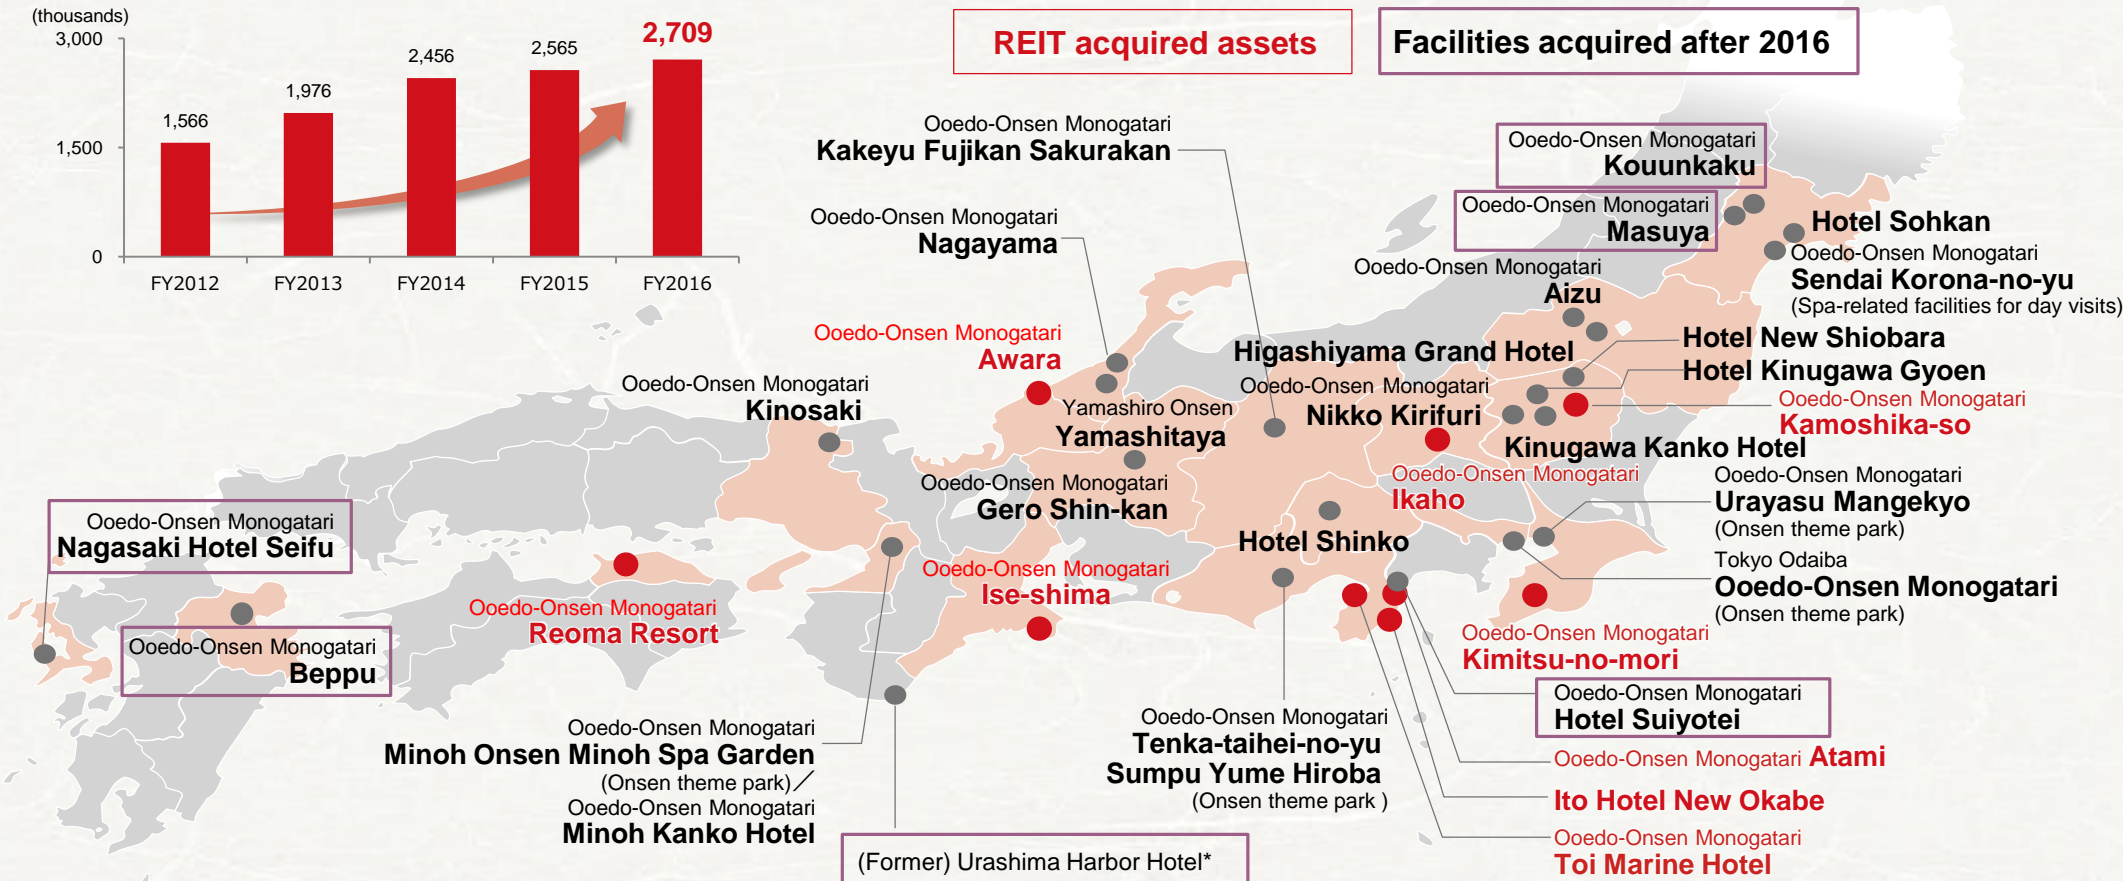 (thousands)
3,000
1,500
0
1,566
1,976
2,456
2,565
2,709
FY2012
FY2013
FY2014
FY2015
FY2016
REIT acquired assets
Facilities acquired after 2016
Ooedo-Onsen Monogatari
Kakeyu Fujikan Sakurakan
Ooedo-Onsen Monogatari
Nagayama
Ooedo-Onsen Monogatari
Awara
Ooedo-Onsen Monogatari
Kinosaki
Yamashiro Onsen
Yamashitaya
Ooedo-Onsen Monogatari
Gero Shin-kan
Ooedo-Onsen Monogatari
Kouunkaku
Ooedo-Onsen Monogatari
Masuya
Hotel Sohkan
Ooedo-Onsen Monogatari
Sendai Korona-no-yu
(Spa-related facilities for day visits)
Ooedo-Onsen Monogatari
Aizu
Higashiyama Grand Hotel
Hotel New Shiobara
Hotel Kinugawa Gyoen
Ooedo-Onsen Monogatari
Nikko Kirifuri
Ooedo-Onsen Monogatari
Kamoshika-so
Kinugawa Kanko Hotel
Ooedo-Onsen Monogatari
Ikaho
Ooedo-Onsen Monogatari
Urayasu Mangekyo
(Onsen theme park)
Hotel Shinko
Tokyo Odaiba
Ooedo-Onsen Monogatari
(Onsen theme park)
Ooedo-Onsen Monogatari
Nagasaki Hotel Seifu
Ooedo-Onsen Monogatari
Beppu
Ooedo-Onsen Monogatari
Reoma Resort
Ooedo-Onsen Monogatari
Ise-shima
Ooedo-Onsen Monogatari
Kimitsu-no-mori
Ooedo-Onsen Monogatari
Hotel Suiyotei
Ooedo-Onsen Monogatari Atami
Ito Hotel New Okabe
Ooedo-Onsen Monogatari
Toi Marine Hotel
Ooedo-Onsen Monogatari
Minoh Onsen Minoh Spa Garden
(Onsen theme park)／
Ooedo-Onsen Monogatari
Minoh Kanko Hotel
Ooedo-Onsen Monogatari
Tenka-taihei-no-yu
Sumpu Yume Hiroba
(Onsen theme park )
(Former) Urashima Harbor Hotel*